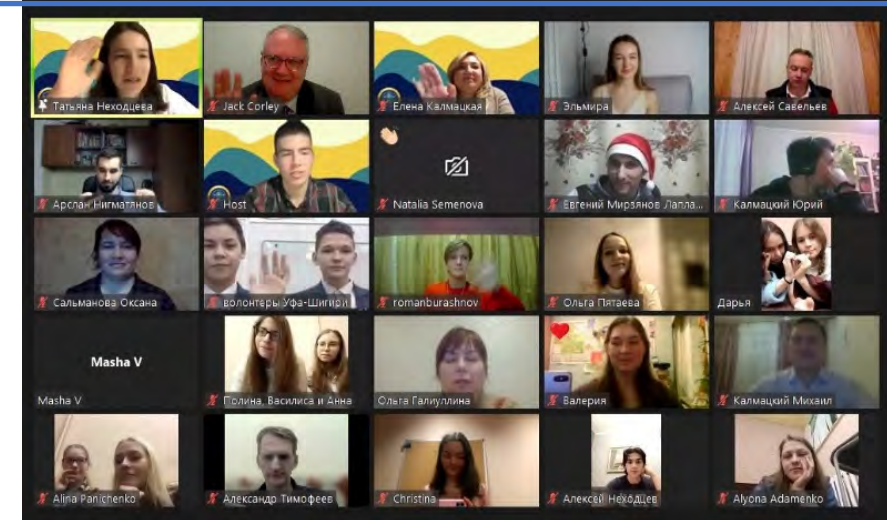 Татьяна Неходцева
Jack Corley
Елена Калмацкая
Эльмира
Алексей Савельев
Арслан Нигматянов
Host
Natalia Semenova
Евгений Мирзянов Лапла...
Калмацкий Юрий
Сальманова Оксана
волонтеры Уфа-Шигири
romanburashnov
Ольга Пятаева
Дарья
Masha V
Masha V
Полина, Василиса и Анна
Ольга Галиуллина
Валерия
Калмацкий Михаил
Alina Panichenko
Александр Тимофеев
Christina
Алексей Неходцев
Alyona Adamenko